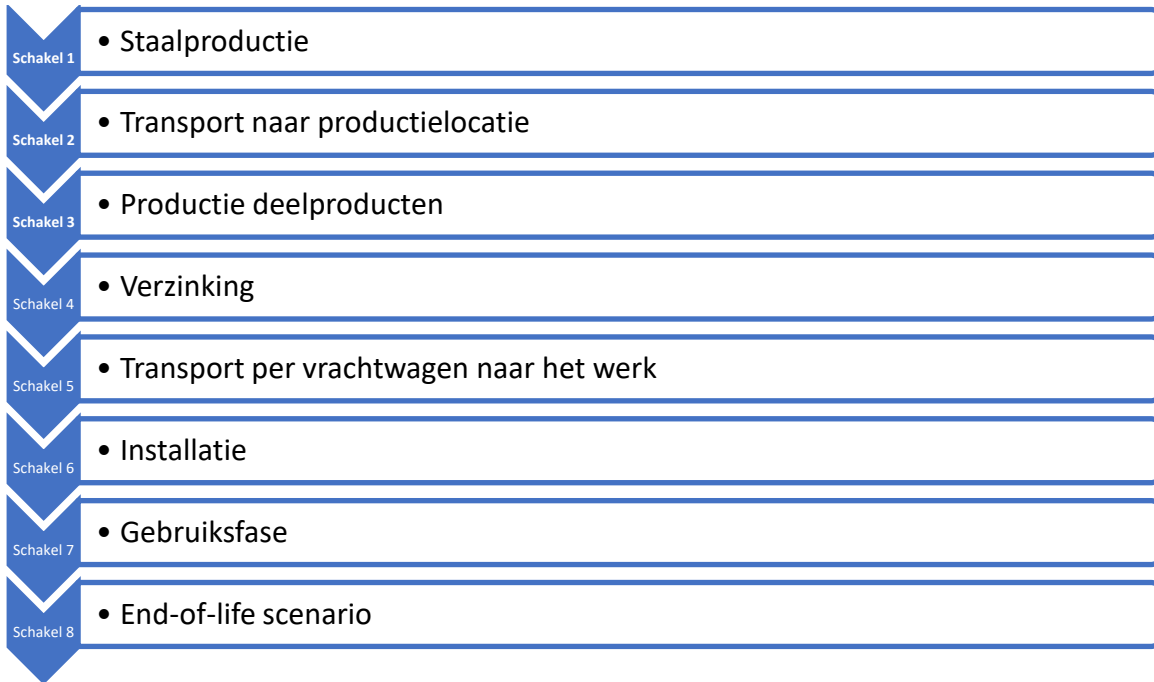 Schakel 1
• Staalproductie
Schakel 2
• Transport naar productielocatie
Schakel 3
• Productie deelproducten
Schakel 4
• Verzinking
Schakel 5
• Transport per vrachtwagen naar het werk
Schakel 6
• Installatie
Schakel 7
• Gebruiksfase
Schakel 8
• End-of-life scenario